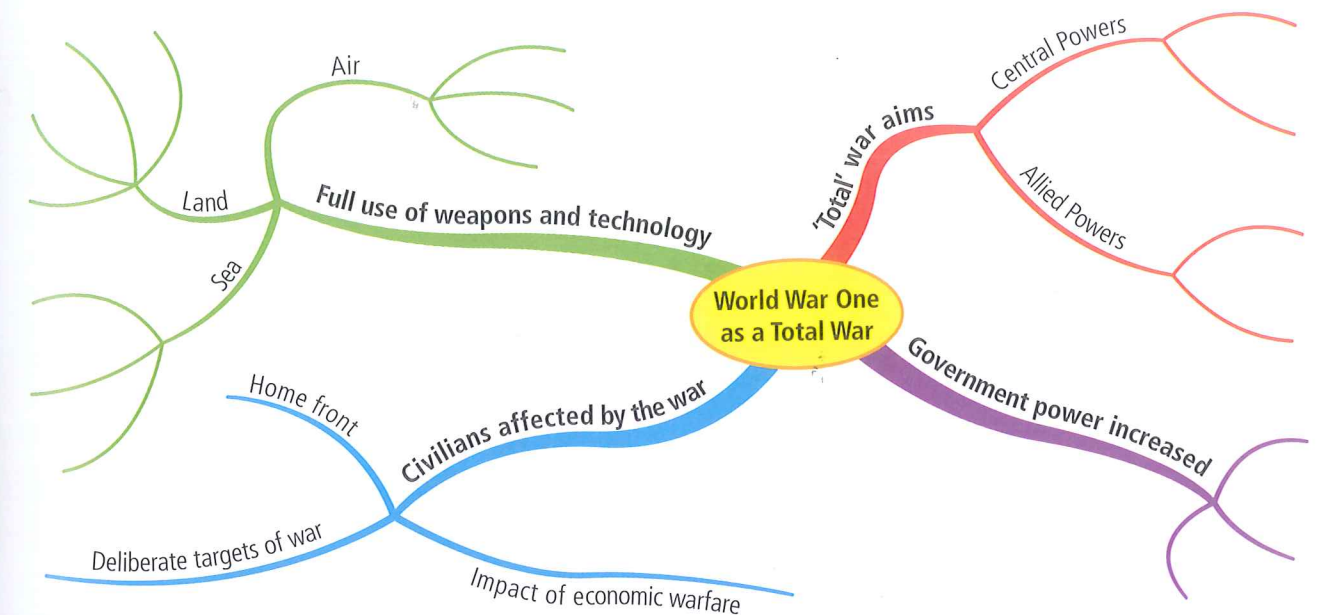 World War One
as a Total War
'Total' war aims
Central Powers
Allied Powers
Government power increased
Civilians affected by the war
Home front
Deliberate targets of war
Impact of economic warfare
Full use of weapons and technology
Air
Land
Sea